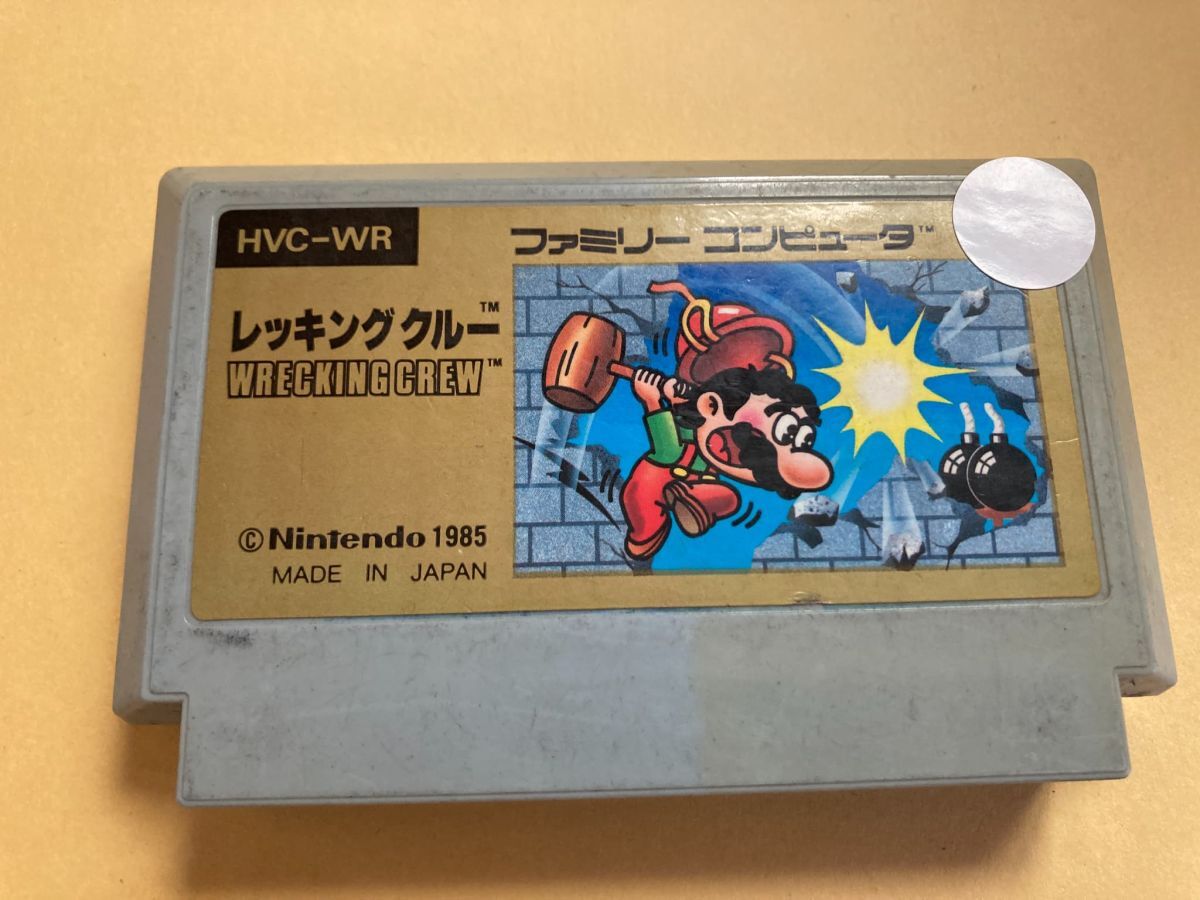 HVC-WR
ファミリー コンピュータ™
レッキングクルー™
WRECKING CREW™
©Nintendo 1985
MADE IN JAPAN